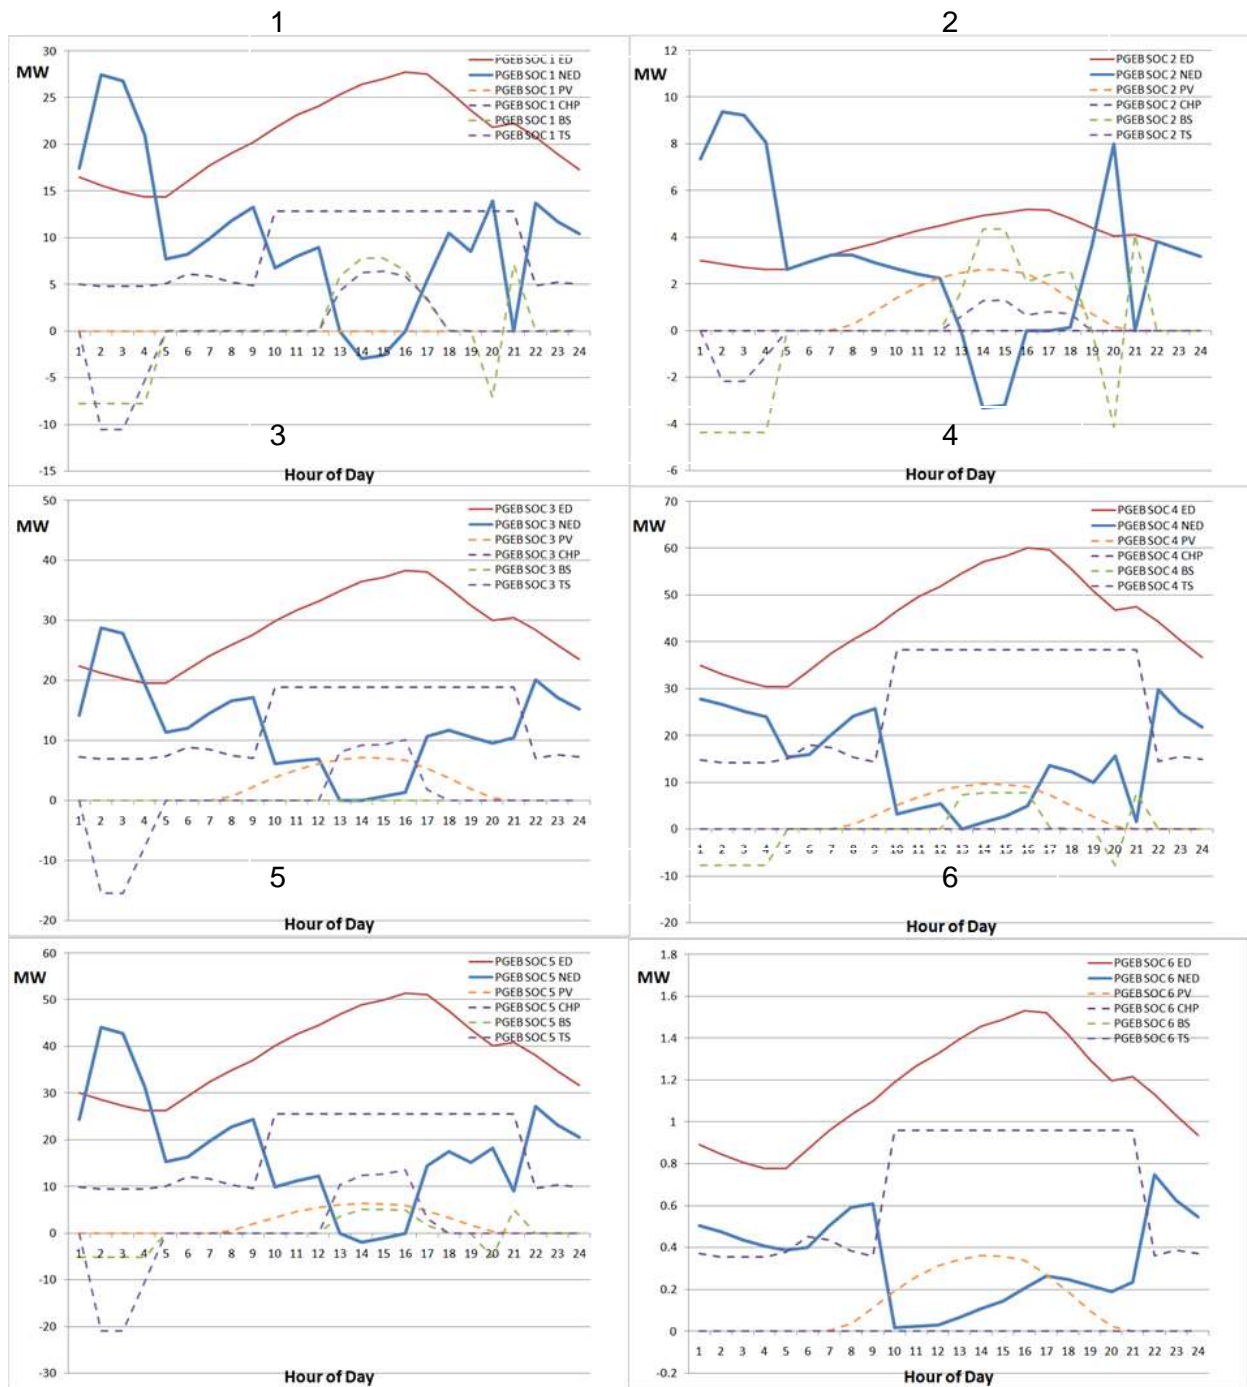 1
2
30
25
20
15
10
5
0
-5
-10
-15
MW
PGEB SOC 1 ED
PGEB SOC 1 NED
PGEB SOC 1 PV
PGEB SOC 1 CHP
PGEB SOC 1 BS
PGEB SOC 1 TS
1 2 3 4 5 6 7 8 9 10 11 12 13 14 15 16 17 18 19 20 21 22 23 24
3
Hour of Day
12
10
8
6
4
2
0
-2
-4
-6
MW
PGEB SOC 2 ED
PGEB SOC 2 NED
PGEB SOC 2 PV
PGEB SOC 2 CHP
PGEB SOC 2 BS
PGEB SOC 2 TS
1 2 3 4 5 6 7 8 9 10 11 12 13 14 15 16 17 18 19 20 21 22 23 24
4
Hour of Day
50
40
30
20
10
0
-10
-20
MW
PGEB SOC 3 ED
PGEB SOC 3 NED
PGEB SOC 3 PV
PGEB SOC 3 CHP
PGEB SOC 3 BS
PGEB SOC 3 TS
1 2 3 4 5 6 7 8 9 10 11 12 13 14 15 16 17 18 19 20 21 22 23 24
5
Hour of Day
70
60
50
40
30
20
10
0
-10
-20
MW
PGEB SOC 4 ED
PGEB SOC 4 NED
PGEB SOC 4 PV
PGEB SOC 4 CHP
PGEB SOC 4 BS
PGEB SOC 4 TS
1 2 3 4 5 6 7 8 9 10 11 12 13 14 15 16 17 18 19 20 21 22 23 24
6
Hour of Day
60
50
40
30
20
10
0
-10
-20
-30
MW
PGEB SOC 5 ED
PGEB SOC 5 NED
PGEB SOC 5 PV
PGEB SOC 5 CHP
PGEB SOC 5 BS
PGEB SOC 5 TS
1 2 3 4 5 6 7 8 9 10 11 12 13 14 15 16 17 18 19 20 21 22 23 24
Hour of Day
1.8
1.6
1.4
1.2
1
0.8
0.6
0.4
0.2
0
-0.2
MW
PGEB SOC 6 ED
PGEB SOC 6 NED
PGEB SOC 6 PV
PGEB SOC 6 CHP
PGEB SOC 6 BS
PGEB SOC 6 TS
1 2 3 4 5 6 7 8 9 10 11 12 13 14 15 16 17 18 19 20 21 22 23 24
Hour of Day